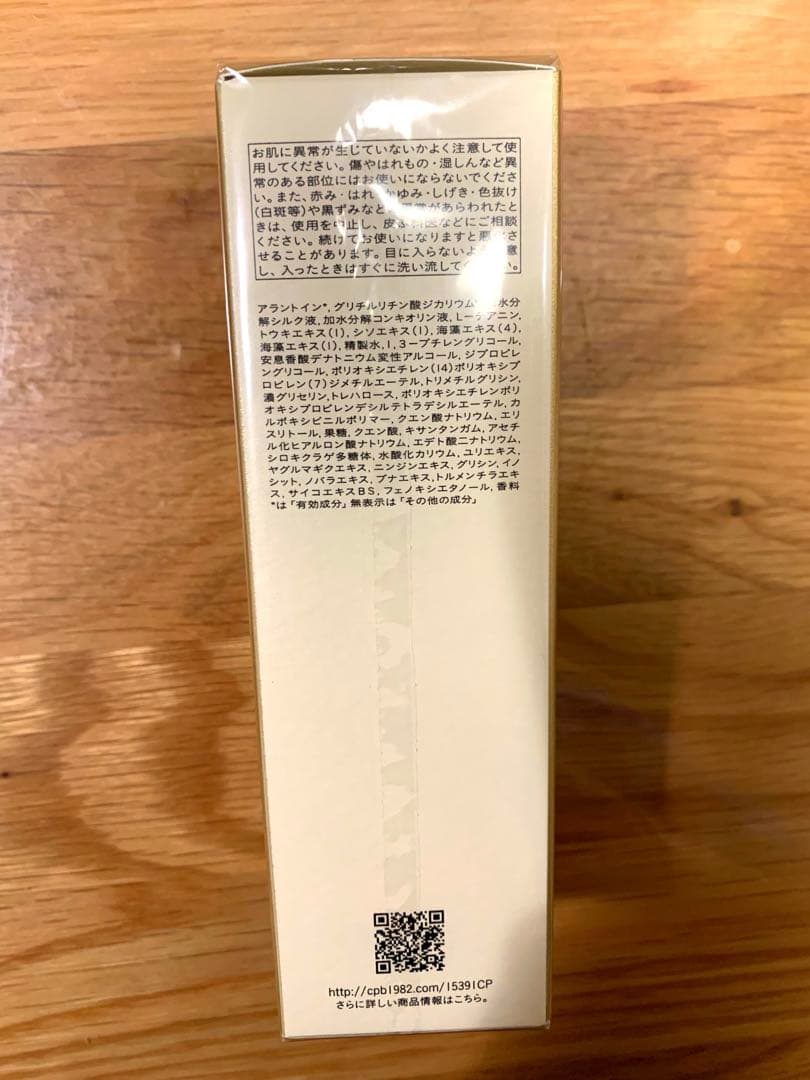 お肌に異常が生じていないかよく注意して使
用してください。傷やはれもの・湿しんなど異
常のある部位にはお使いにならないでくださ
い。また、赤み・はれ・かゆみ・しげき・色抜け
(白斑等)や黒ずみなど 異常があらわれたと
きは、使用を中止し、皮 科医などにご相談
ください。続けてお使いになりますと悪 さ
せることがあります。目に入らないよ 意
し、入ったときはすぐに洗い流して い。
アラントイン*, グリチルリチン酸ジカリウム 水分
解シルク液, 加水分解コンキオリン液, L-テアニン,
トウキエキス(1), シソエキス(1), 海藻エキス(4),
海藻エキス(1), 精製水, 1, 3-ブチレングリコール,
安息香酸デナトニウム変性アルコール, ジプロピレ
ングリコール, ポリオキシエチレン(14)ポリオキシプ
ロピレン(7)ジメチルエーテル, トリメチルグリシン,
濃グリセリン, トレハロース, ポリオキシエチレンポリ
オキシプロピレンデシルテトラデシルエーテル, カ
ルボキシビニルポリマー, クエン酸ナトリウム, エリ
スリトール, 果糖, クエン酸, キサンタンガム, アセチ
ル化ヒアルロン酸ナトリウム, エデト酸二ナトリウム,
シロキクラゲ多糖体, 水酸化カリウム, ユリエキス,
ヤグルマギクエキス, ニンジンエキス, グリシン, イノ
シット, ノバラエキス, ブナエキス, トルメンチラエキ
ス, サイコエキスBS, フェノキシエタノール, 香料
*は「有効成分」 無表示は「その他の成分」
http://cpb1982.com/15391CP
さらに詳しい商品情報はこちら。